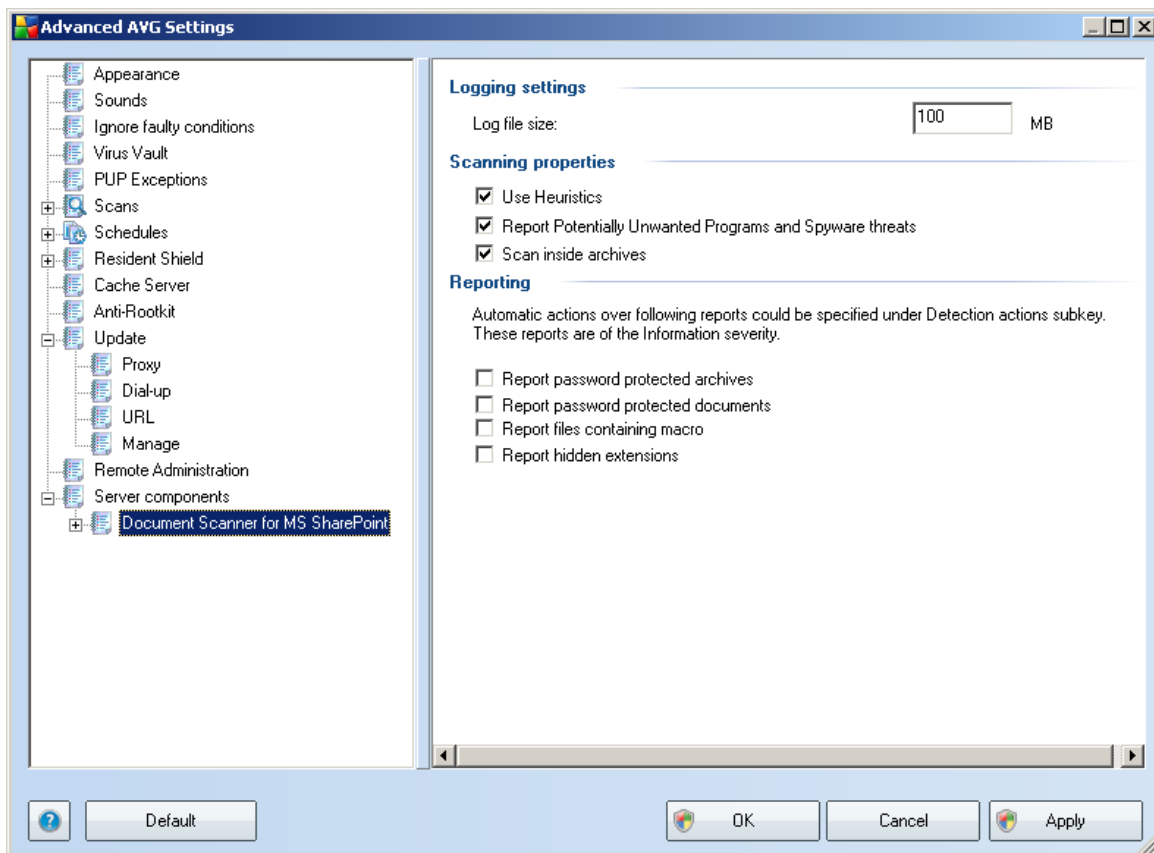 Advanced AVG Settings
Appearance
Sounds
Ignore faulty conditions
Virus Vault
PUP Exceptions
Scans
Schedules
Resident Shield
Cache Server
Anti-Rootkit
Update
Proxy
Dial-up
URL
Manage
Remote Administration
Server components
Document Scanner for MS SharePoint
Logging settings
Log file size: 100 MB
Scanning properties
Use Heuristics
Report Potentially Unwanted Programs and Spyware threats
Scan inside archives
Reporting
Automatic actions over following reports could be specified under Detection actions subkey.
These reports are of the Information severity.
Report password protected archives
Report password protected documents
Report files containing macro
Report hidden extensions
? Default OK Cancel Apply